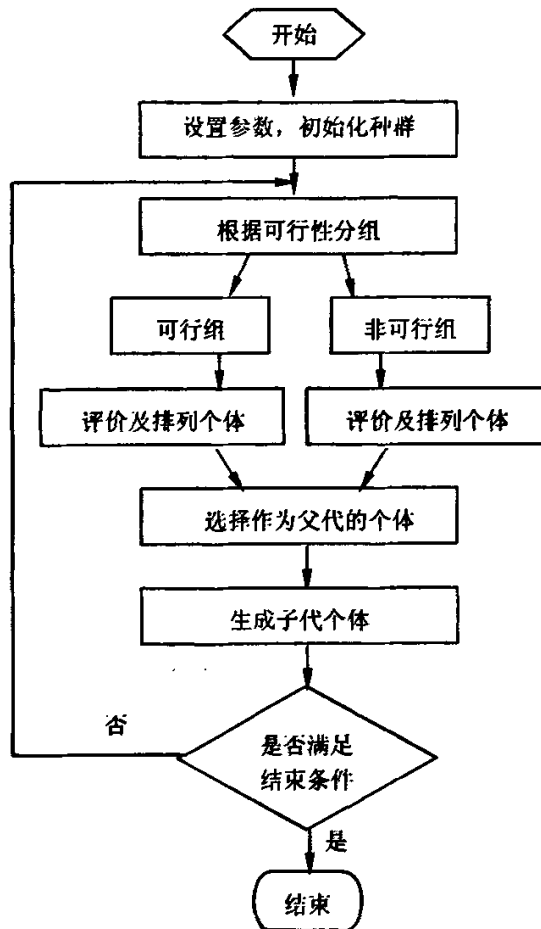 开始
设置参数，初始化种群
根据可行性分组
可行组
非可行组
评价及排列个体
评价及排列个体
选择作为父代的个体
生成子代个体
否
是否满足
结束条件
是
结束